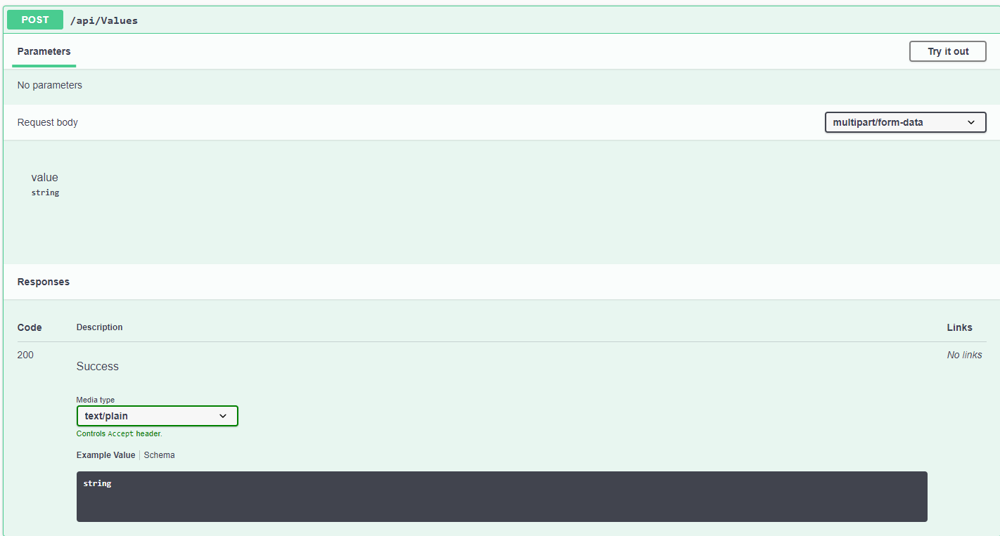 POST /api/Values
Parameters
Try it out
No parameters
Request body
multipart/form-data
value
string
Responses
Code Description Links
200 Success No links
Media type
text/plain
Controls Accept header.
Example Value Schema
string